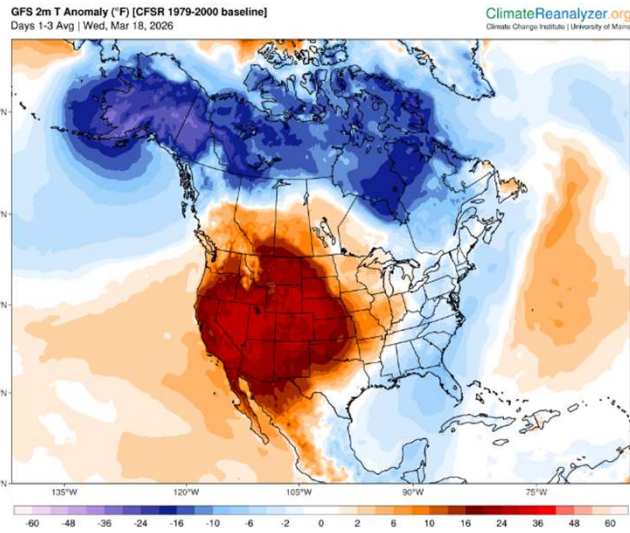 GFS 2m T Anomaly (°F) [CFSR 1979-2000 baseline]
ClimateReanalyzer.org
Days 1-3 Avg | Wed, Mar 18, 2026
Climate Change Institute | University of Maine
135°W 120°W 105°W 90°W 75°W
-60 -48 -36 -24 -16 -10 -6 -2 0 2 6 10 16 24 36 48 60